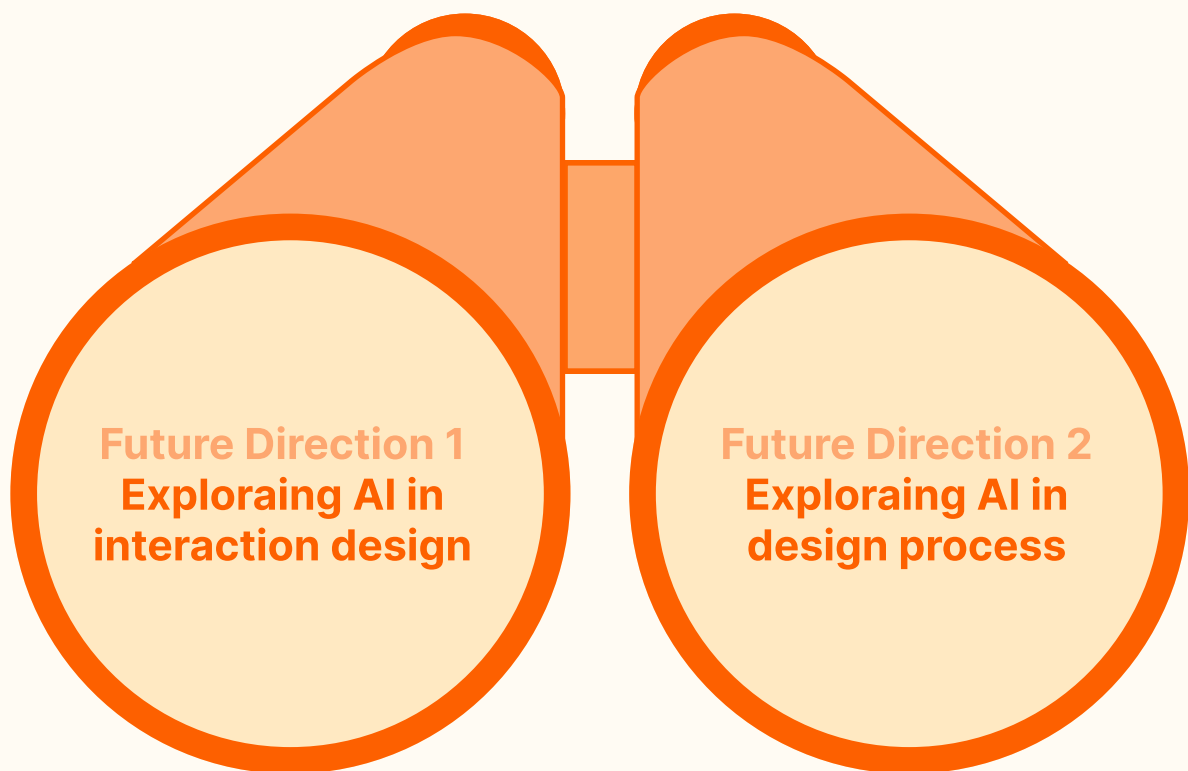 Future Direction 1
Exploraing AI in
interaction design
Future Direction 2
Exploraing AI in
design process